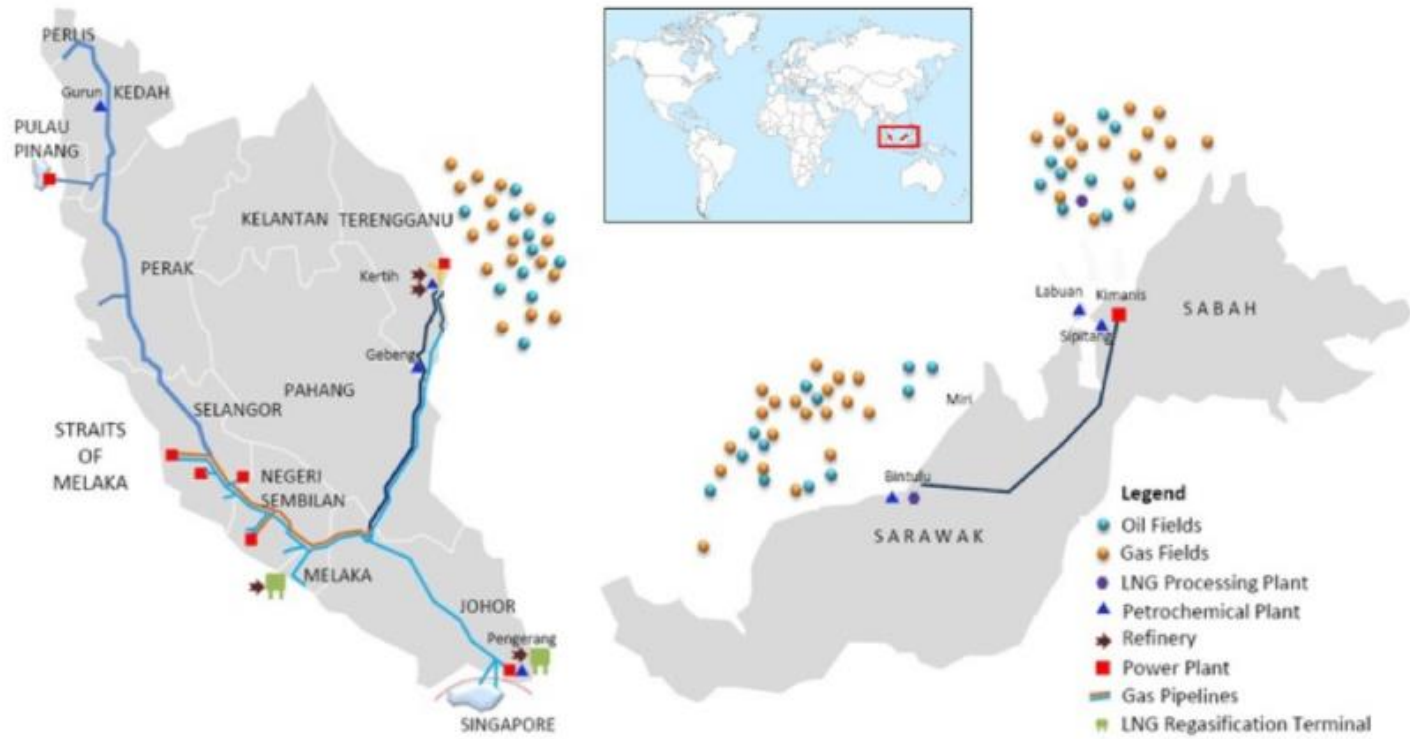 PERLIS
Gurun
KEDAH
PULAU
PINANG
KELANTAN
TERENGGANU
PERAK
Kertih
Gebeng
PAHANG
SELANGOR
STRAITS
OF
MELAKA
NEGERI
SEMBILAN
MELAKA
JOHOR
Pengerang
SINGAPORE
Labuan
Kimanis
Sipitang
SABAH
Miri
Bintulu
SARAWAK
Legend
Oil Fields
Gas Fields
LNG Processing Plant
Petrochemical Plant
Refinery
Power Plant
Gas Pipelines
LNG Regasification Terminal